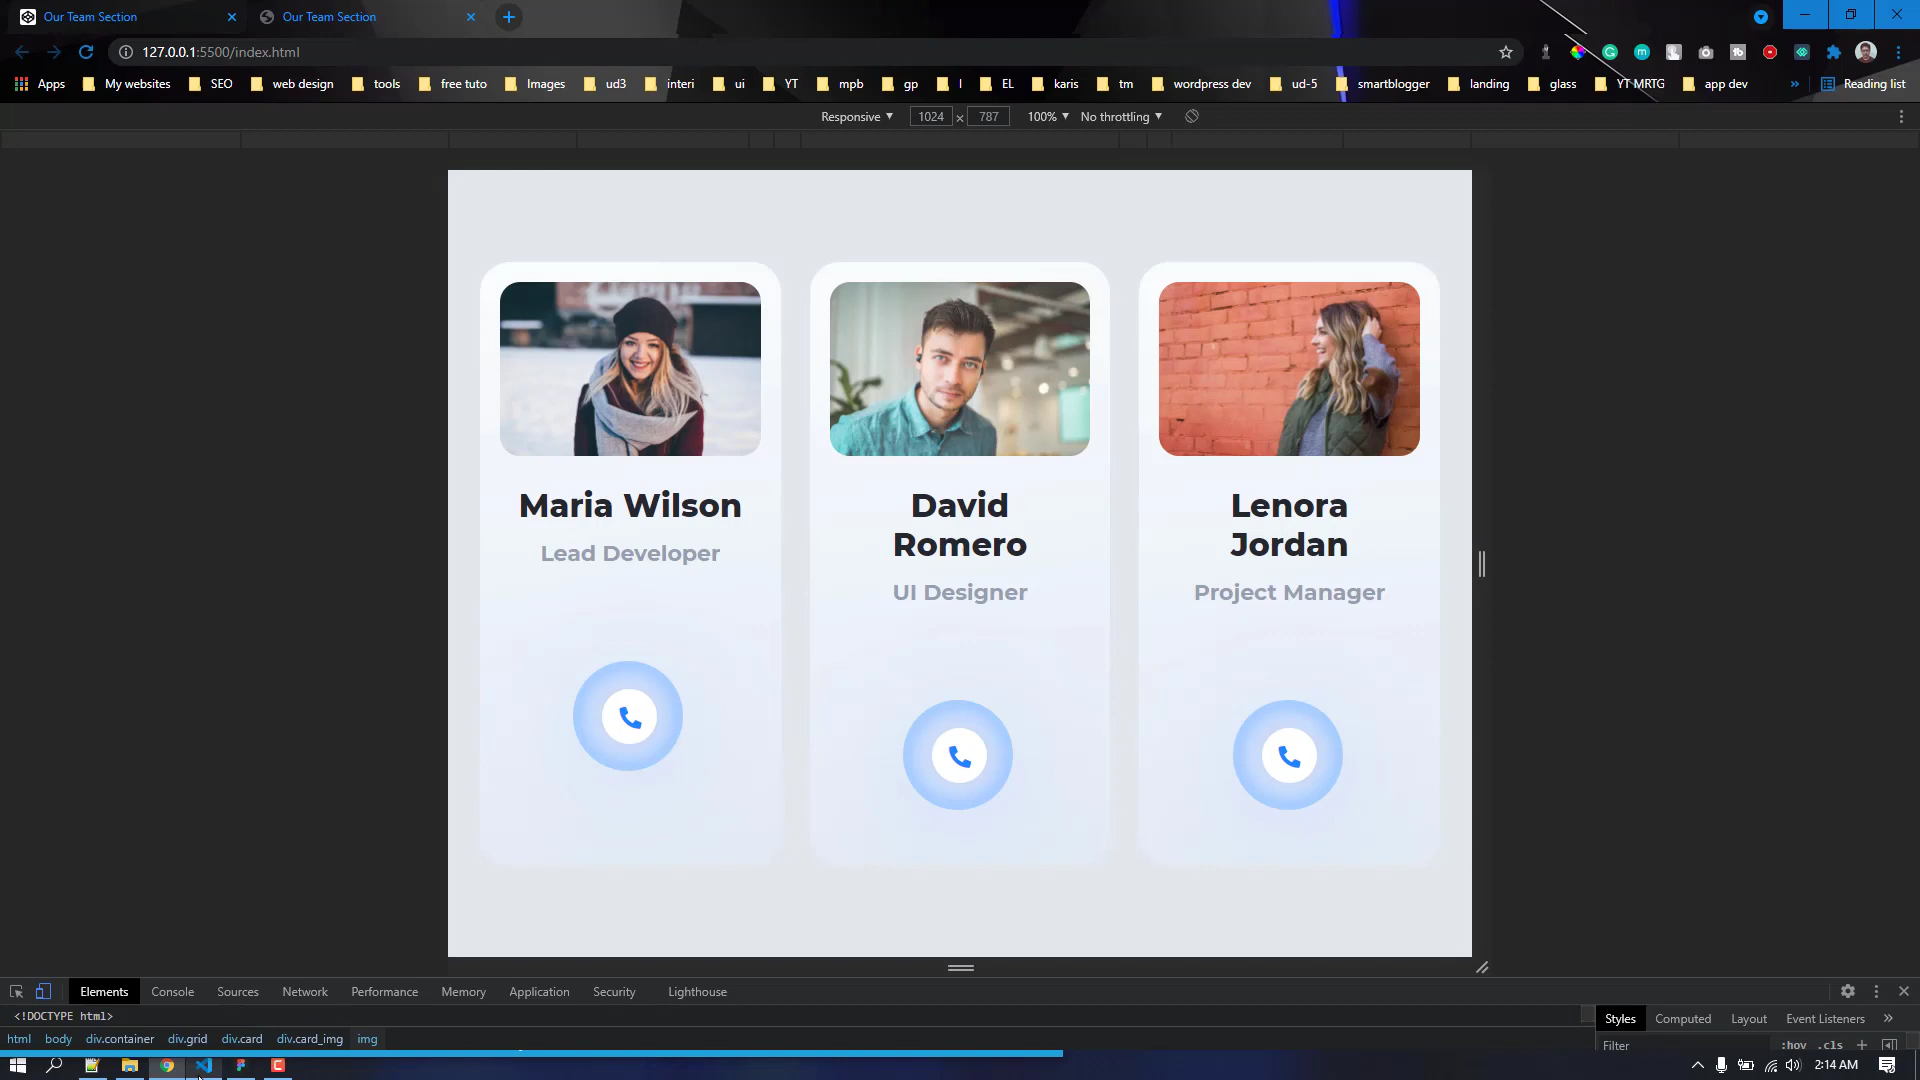 Our Team Section
Our Team Section
127.0.0.1:5500/index.html
Apps My websites SEO web design tools free tuto Images ud3 interi ui YT mpb gp l EL karis tm wordpress dev ud-5 smartblogger landing glass YT MRTG app dev » Reading list
Responsive 1024 × 787 100% No throttling
Maria Wilson
Lead Developer
David
Romero
UI Designer
Lenora
Jordan
Project Manager
Elements Console Sources Network Performance Memory Application Security Lighthouse
<!DOCTYPE html>
Styles Computed Layout Event Listeners »
html body div.container div.grid div.card div.card_img img
Filter :hov .cls +
2:14 AM